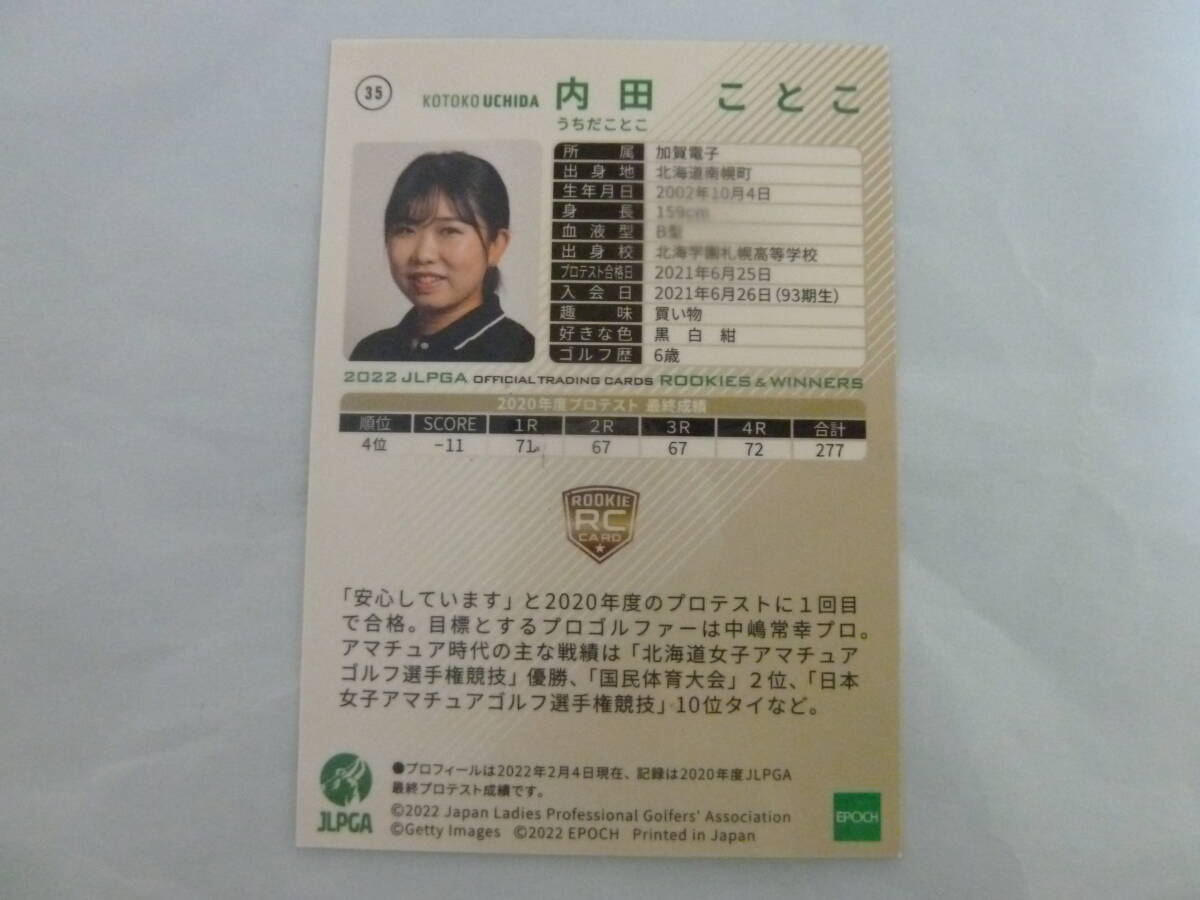 35 KOTOKO UCHIDA 内田 ことこ
うちだことこ
所属 加賀電子
出身地 北海道南幌町
生年月日 2002年10月4日
身長 159cm
血液型 B型
出身校 北海学園札幌高等学校
プロテスト合格日 2021年6月25日
入会日 2021年6月26日(93期生)
趣味 買い物
好きな色 黒 白 紺
ゴルフ歴 6歳
2022 JLPGA OFFICIAL TRADING CARDS ROOKIES & WINNERS
2020年度プロテスト 最終成績
順位 SCORE 1R 2R 3R 4R 合計
4位 −11 71 67 67 72 277
ROOKIE
RC
CARD
「安心しています」と2020年度のプロテストに1回目
で合格。目標とするプロゴルファーは中嶋常幸プロ。
アマチュア時代の主な戦績は「北海道女子アマチュア
ゴルフ選手権競技」優勝、「国民体育大会」2位、「日本
女子アマチュアゴルフ選手権競技」10位タイなど。
●プロフィールは2022年2月4日現在、記録は2020年度JLPGA
最終プロテスト成績です。
©2022 Japan Ladies Professional Golfers' Association
©Getty Images ©2022 EPOCH Printed in Japan
JLPGA
EPOCH